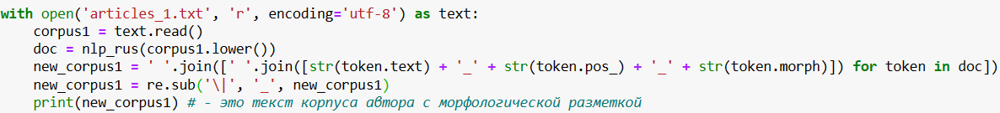 with open('articles_1.txt', 'r', encoding='utf-8') as text:
    corpus1 = text.read()
    doc = nlp_rus(corpus1.lower())
    new_corpus1 = ' '.join([' '.join([str(token.text) + '_' + str(token.pos_) + '_' + str(token.morph)]) for token in doc])
    new_corpus1 = re.sub('\|', '_', new_corpus1)
    print(new_corpus1) # - это текст корпуса автора с морфологической разметкой